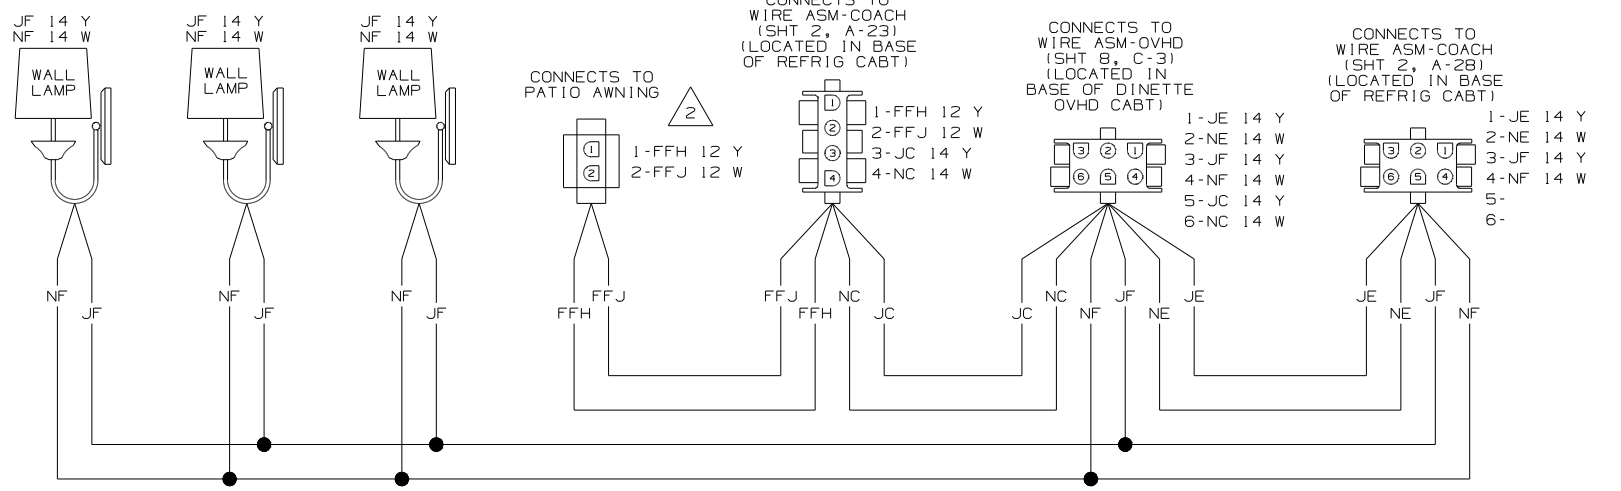 JF 14 Y
NF 14 W
WALL
LAMP
NF
JF
JF 14 Y
NF 14 W
WALL
LAMP
NF
JF
JF 14 Y
NF 14 W
WALL
LAMP
NF
JF
CONNECTS TO
PATIO AWNING
2
1
2
1-FFH 12 Y
2-FFJ 12 W
FFJ
FFH
CONNECTS TO
WIRE ASM-COACH
(SHT 2, A-23)
(LOCATED IN BASE
OF REFRIG CABT)
1
2
3
4
1-FFH 12 Y
2-FFJ 12 W
3-JC 14 Y
4-NC 14 W
FFJ
NC
FFH
JC
CONNECTS TO
WIRE ASM-OVHD
(SHT 8, C-3)
(LOCATED IN
BASE OF DINETTE
OVHD CABT)
3 2 1
6 5 4
1-JE 14 Y
2-NE 14 W
3-JF 14 Y
4-NF 14 W
5-JC 14 Y
6-NC 14 W
NC
JF
JE
JC
NF
NE
CONNECTS TO
WIRE ASM-COACH
(SHT 2, A-28)
(LOCATED IN BASE
OF REFRIG CABT)
3 2 1
6 5 4
1-JE 14 Y
2-NE 14 W
3-JF 14 Y
4-NF 14 W
5-
6-
JE
JF
NE
NF